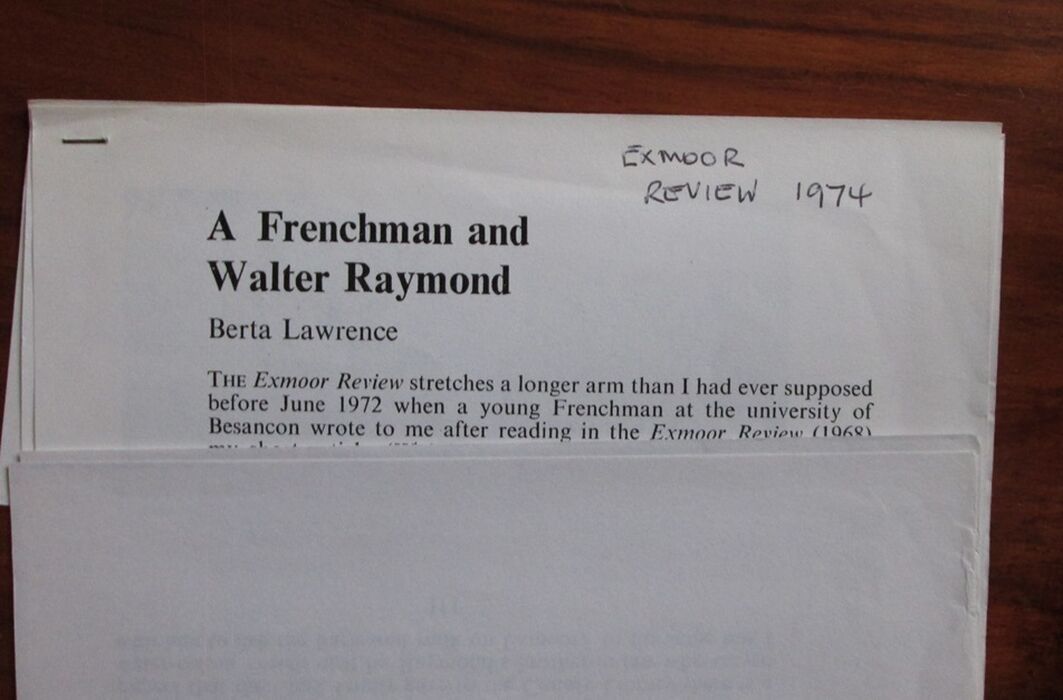 EXMOOR
REVIEW 1974
A Frenchman and
Walter Raymond
Berta Lawrence
THE Exmoor Review stretches a longer arm than I had ever supposed
before June 1972 when a young Frenchman at the university of
Besancon wrote to me after reading in the Exmoor Review (1968)